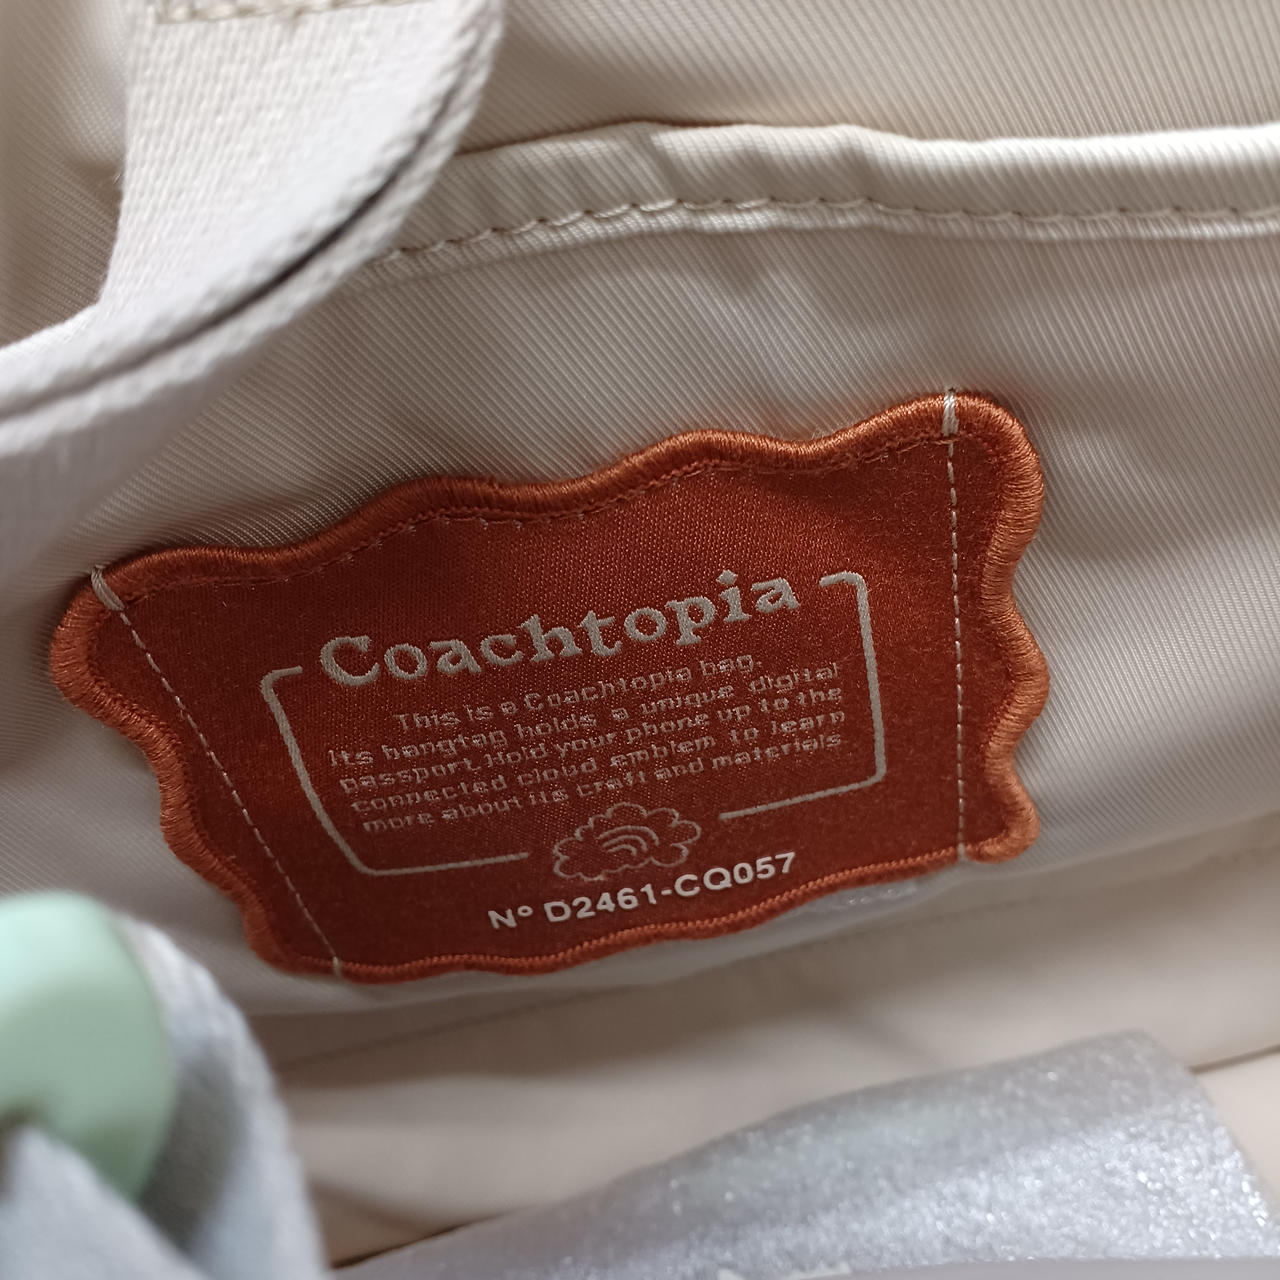 Coachtopia
This is a Coachtopia bag.
Its hangtag holds a unique digital
passport. Hold your phone up to the
connected cloud emblem to learn
more about its craft and materials
Nº D2461-CQ057